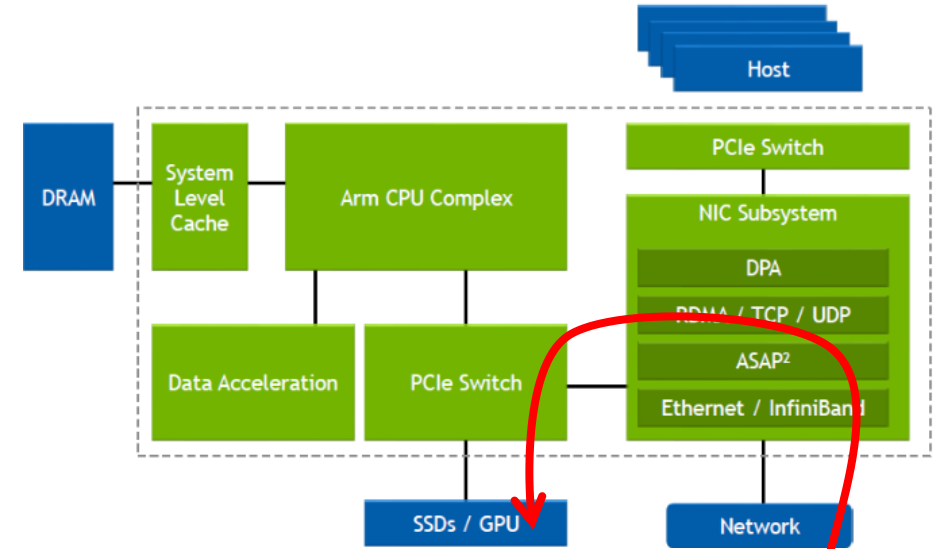 Host
PCIe Switch
DRAM
System
Level
Cache
Arm CPU Complex
NIC Subsystem
DPA
RDMA / TCP / UDP
ASAP²
Ethernet / InfiniBand
Data Acceleration
PCIe Switch
SSDs / GPU
Network